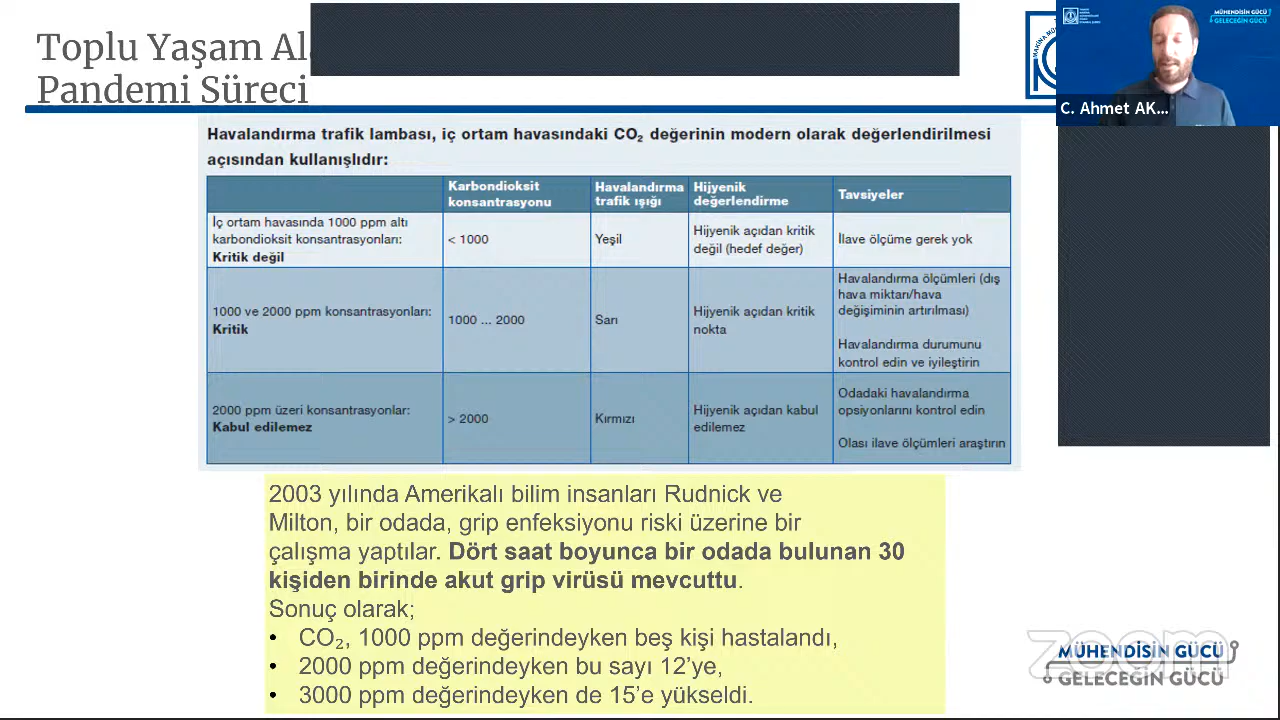 Toplu Yaşam Al
Pandemi Süreci
MÜHENDİSİN GÜCÜ
GELECEĞİN GÜCÜ
C. Ahmet AK...
Havalandırma trafik lambası, iç ortam havasındaki CO₂ değerinin modern olarak değerlendirilmesi
açısından kullanışlıdır:
Karbondioksit
konsantrasyonu
Havalandırma
trafik ışığı
Hijyenik
değerlendirme
Tavsiyeler
İç ortam havasında 1000 ppm altı
karbondioksit konsantrasyonları:
Kritik değil
< 1000
Yeşil
Hijyenik açıdan kritik
değil (hedef değer)
İlave ölçüme gerek yok
1000 ve 2000 ppm konsantrasyonları:
Kritik
1000 ... 2000
Sarı
Hijyenik açıdan kritik
nokta
Havalandırma ölçümleri (dış
hava miktarı/hava
değişiminin artırılması)
Havalandırma durumunu
kontrol edin ve iyileştirin
2000 ppm üzeri konsantrasyonlar:
Kabul edilemez
> 2000
Kırmızı
Hijyenik açıdan kabul
edilemez
Odadaki havalandırma
opsiyonlarını kontrol edin
Olası ilave ölçümleri araştırın
2003 yılında Amerikalı bilim insanları Rudnick ve
Milton, bir odada, grip enfeksiyonu riski üzerine bir
çalışma yaptılar. Dört saat boyunca bir odada bulunan 30
kişiden birinde akut grip virüsü mevcuttu.
Sonuç olarak;
• CO₂, 1000 ppm değerindeyken beş kişi hastalandı,
• 2000 ppm değerindeyken bu sayı 12’ye,
• 3000 ppm değerindeyken de 15’e yükseldi.
zoom
MÜHENDİSİN GÜCÜ
GELECEĞİN GÜCÜ